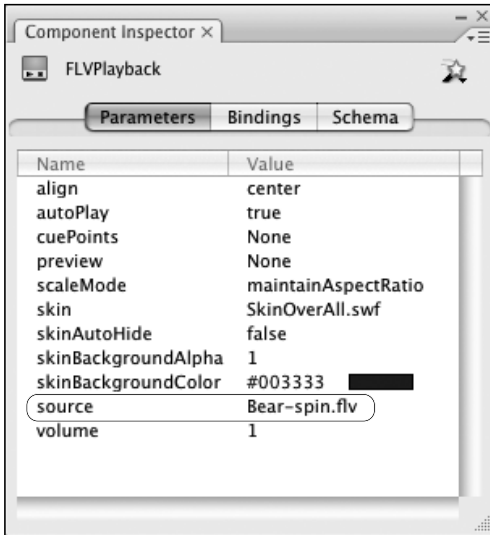 Component Inspector ×
FLVPlayback
Parameters Bindings Schema
Name Value
align center
autoPlay true
cuePoints None
preview None
scaleMode maintainAspectRatio
skin SkinOverAll.swf
skinAutoHide false
skinBackgroundAlpha 1
skinBackgroundColor #003333
source Bear-spin.flv
volume 1